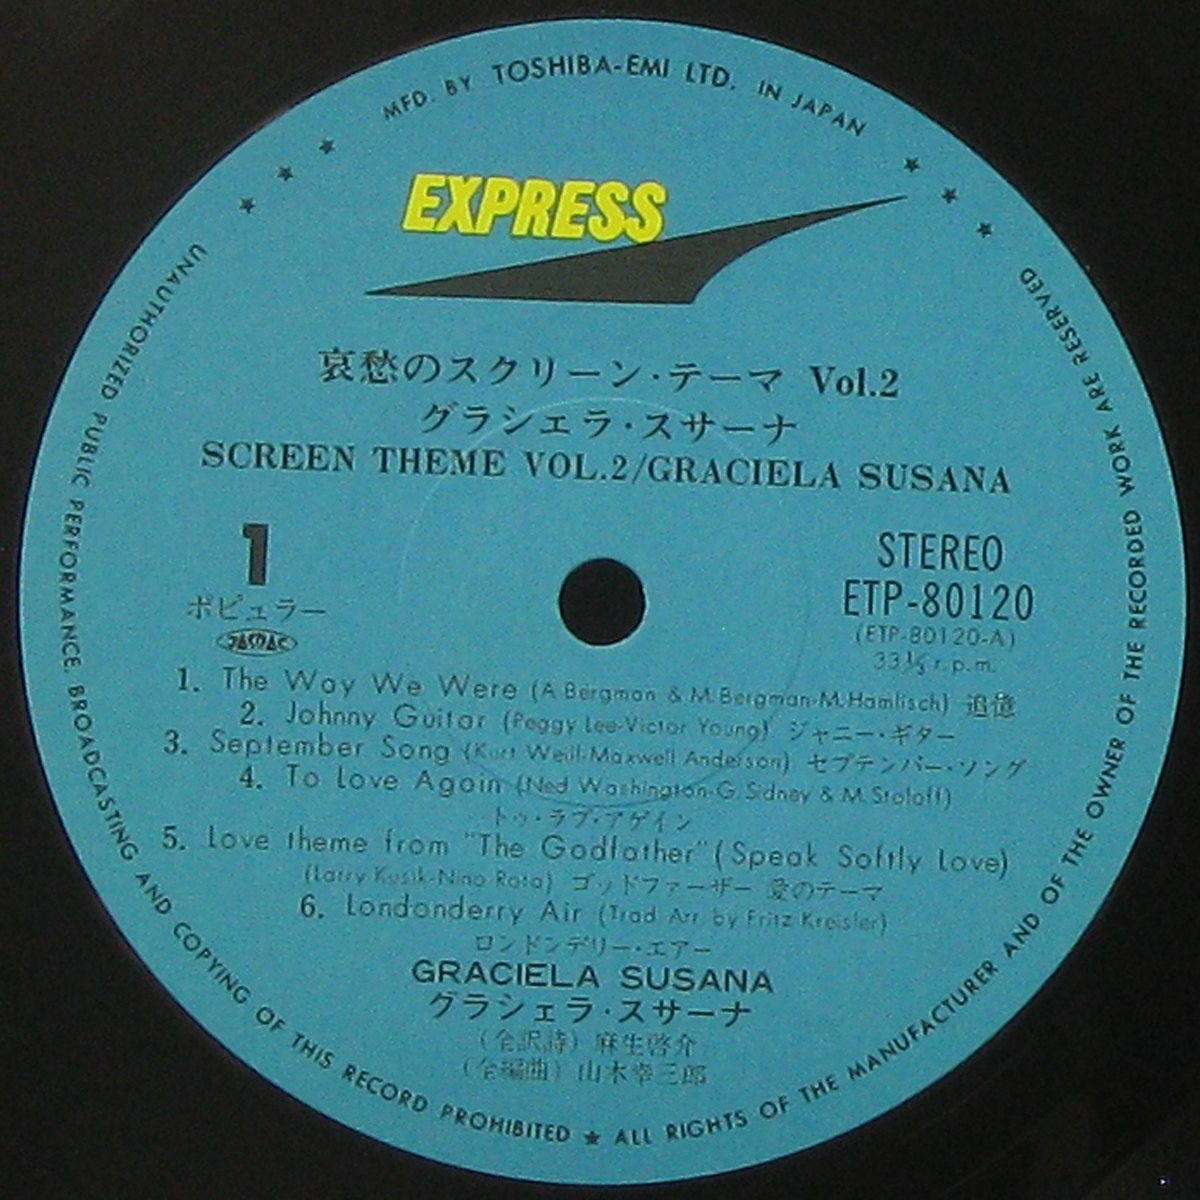 MFD. BY TOSHIBA-EMI LTD. IN JAPAN
EXPRESS
哀愁のスクリーン・テーマ Vol.2
グラシェラ・スサーナ
SCREEN THEME VOL.2/GRACIELA SUSANA
1
ポピュラー
JASRAC
STEREO
ETP-80120
(ETP-80120-A)
33⅓ r.p.m.
1. The Way We Were (A.Bergman & M.Bergman-M.Hamlisch) 追憶
2. Johnny Guitar (Peggy Lee-Victor Young) ジャニー・ギター
3. September Song (Kurt Weill-Maxwell Anderson) セプテンバー・ソング
4. To Love Again (Ned Washington-G.Sidney & M.Stoloff)
トゥ・ラブ・アゲイン
5. Love theme from "The Godfather" (Speak Softly Love)
(Larry Kusik-Nino Rota) ゴッドファーザー 愛のテーマ
6. Londonderry Air (Trad Arr. by Fritz Kreisler)
ロンドンデリー・エアー
GRACIELA SUSANA
グラシェラ・スサーナ
(全訳詩) 麻生啓介
(全編曲) 山木幸三郎
UNAUTHORIZED PUBLIC PERFORMANCE, BROADCASTING AND COPYING OF THIS RECORD PROHIBITED ★ ALL RIGHTS OF THE MANUFACTURER AND OF THE OWNER OF THE RECORDED WORK ARE RESERVED